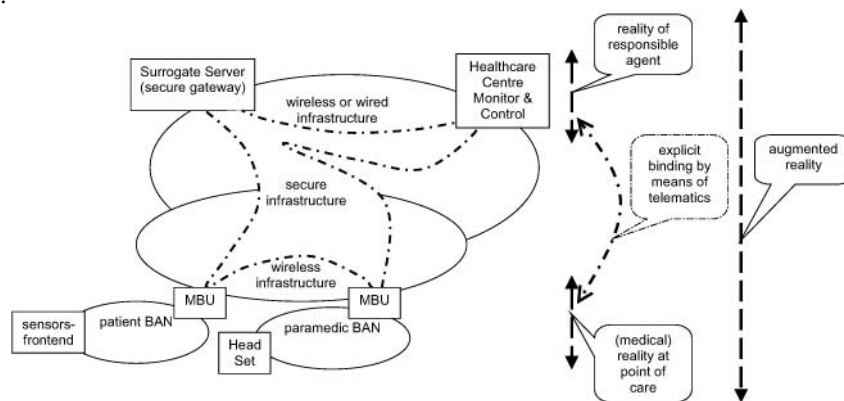 Surrogate Server
(secure gateway)
wireless or wired
infrastructure
Healthcare
Centre
Monitor &
Control
secure
infrastructure
wireless
infrastructure
MBU
MBU
sensors-
frontend
patient BAN
Head
Set
paramedic BAN
reality of
responsible
agent
explicit
binding by
means of
telematics
augmented
reality
(medical)
reality at
point of
care